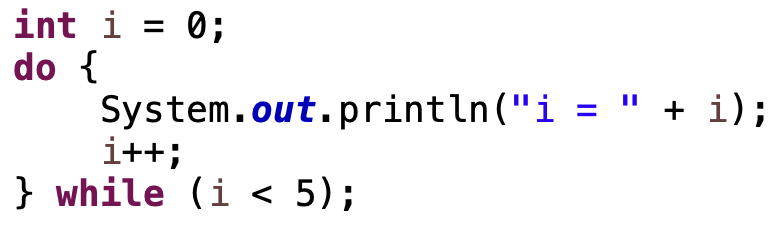 int i = 0;
do {
    System.out.println("i = " + i);
    i++;
} while (i < 5);